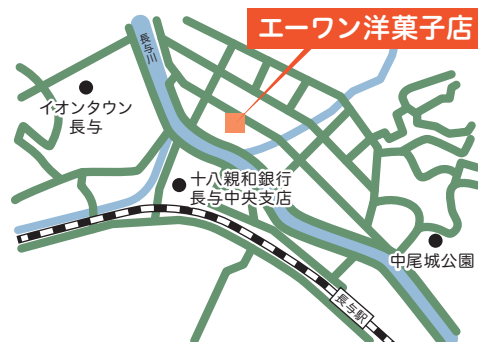 エーワン洋菓子店
長与川
イオンタウン
長与
十八親和銀行
長与中央支店
中尾城公園
長与駅